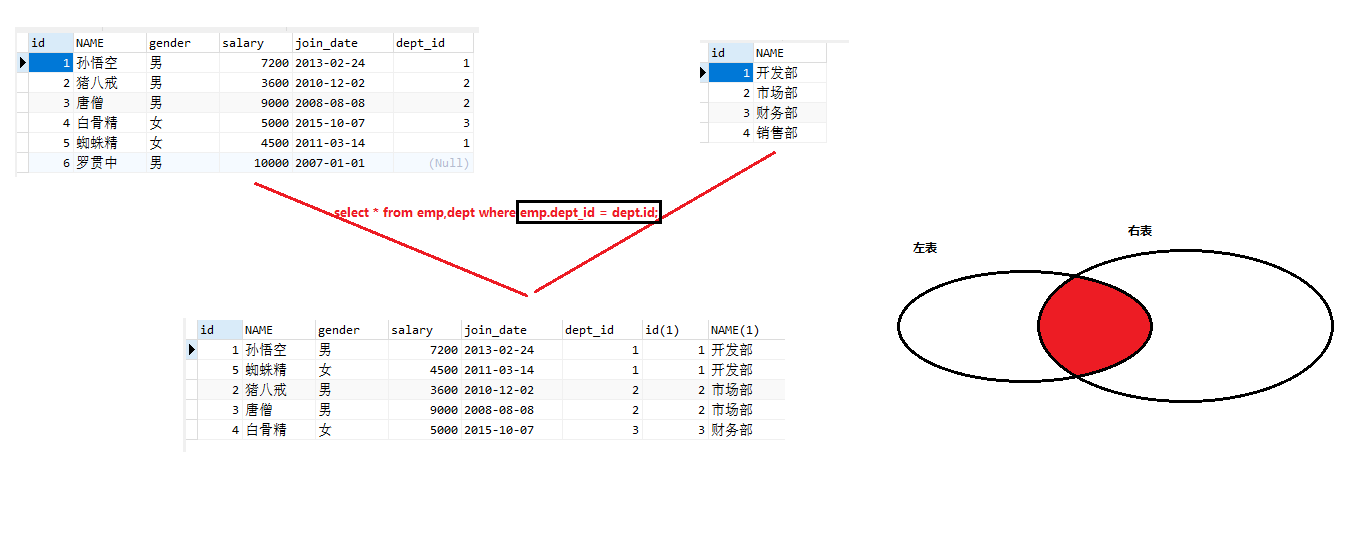 id NAME gender salary join_date dept_id
1 孙悟空 男 7200 2013-02-24 1
2 猪八戒 男 3600 2010-12-02 2
3 唐僧 男 9000 2008-08-08 2
4 白骨精 女 5000 2015-10-07 3
5 蜘蛛精 女 4500 2011-03-14 1
6 罗贯中 男 10000 2007-01-01 (Null)
id NAME
1 开发部
2 市场部
3 财务部
4 销售部
select * from emp,dept where emp.dept_id = dept.id;
左表
右表
id NAME gender salary join_date dept_id id(1) NAME(1)
1 孙悟空 男 7200 2013-02-24 1 1 开发部
5 蜘蛛精 女 4500 2011-03-14 1 1 开发部
2 猪八戒 男 3600 2010-12-02 2 2 市场部
3 唐僧 男 9000 2008-08-08 2 2 市场部
4 白骨精 女 5000 2015-10-07 3 3 财务部